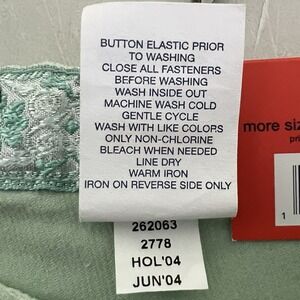 BUTTON ELASTIC PRIOR
TO WASHING
CLOSE ALL FASTENERS
BEFORE WASHING
WASH INSIDE OUT
MACHINE WASH COLD
GENTLE CYCLE
WASH WITH LIKE COLORS
ONLY NON-CHLORINE
BLEACH WHEN NEEDED
LINE DRY
WARM IRON
IRON ON REVERSE SIDE ONLY
262063
2778
HOL'04
JUN'04
more
1